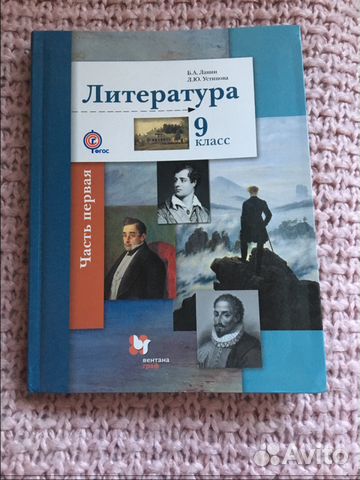 Б.А. Ланин
Л.Ю. Устинова
Литература
9
класс
ФГОС
Часть первая
вентана
граф
Avito